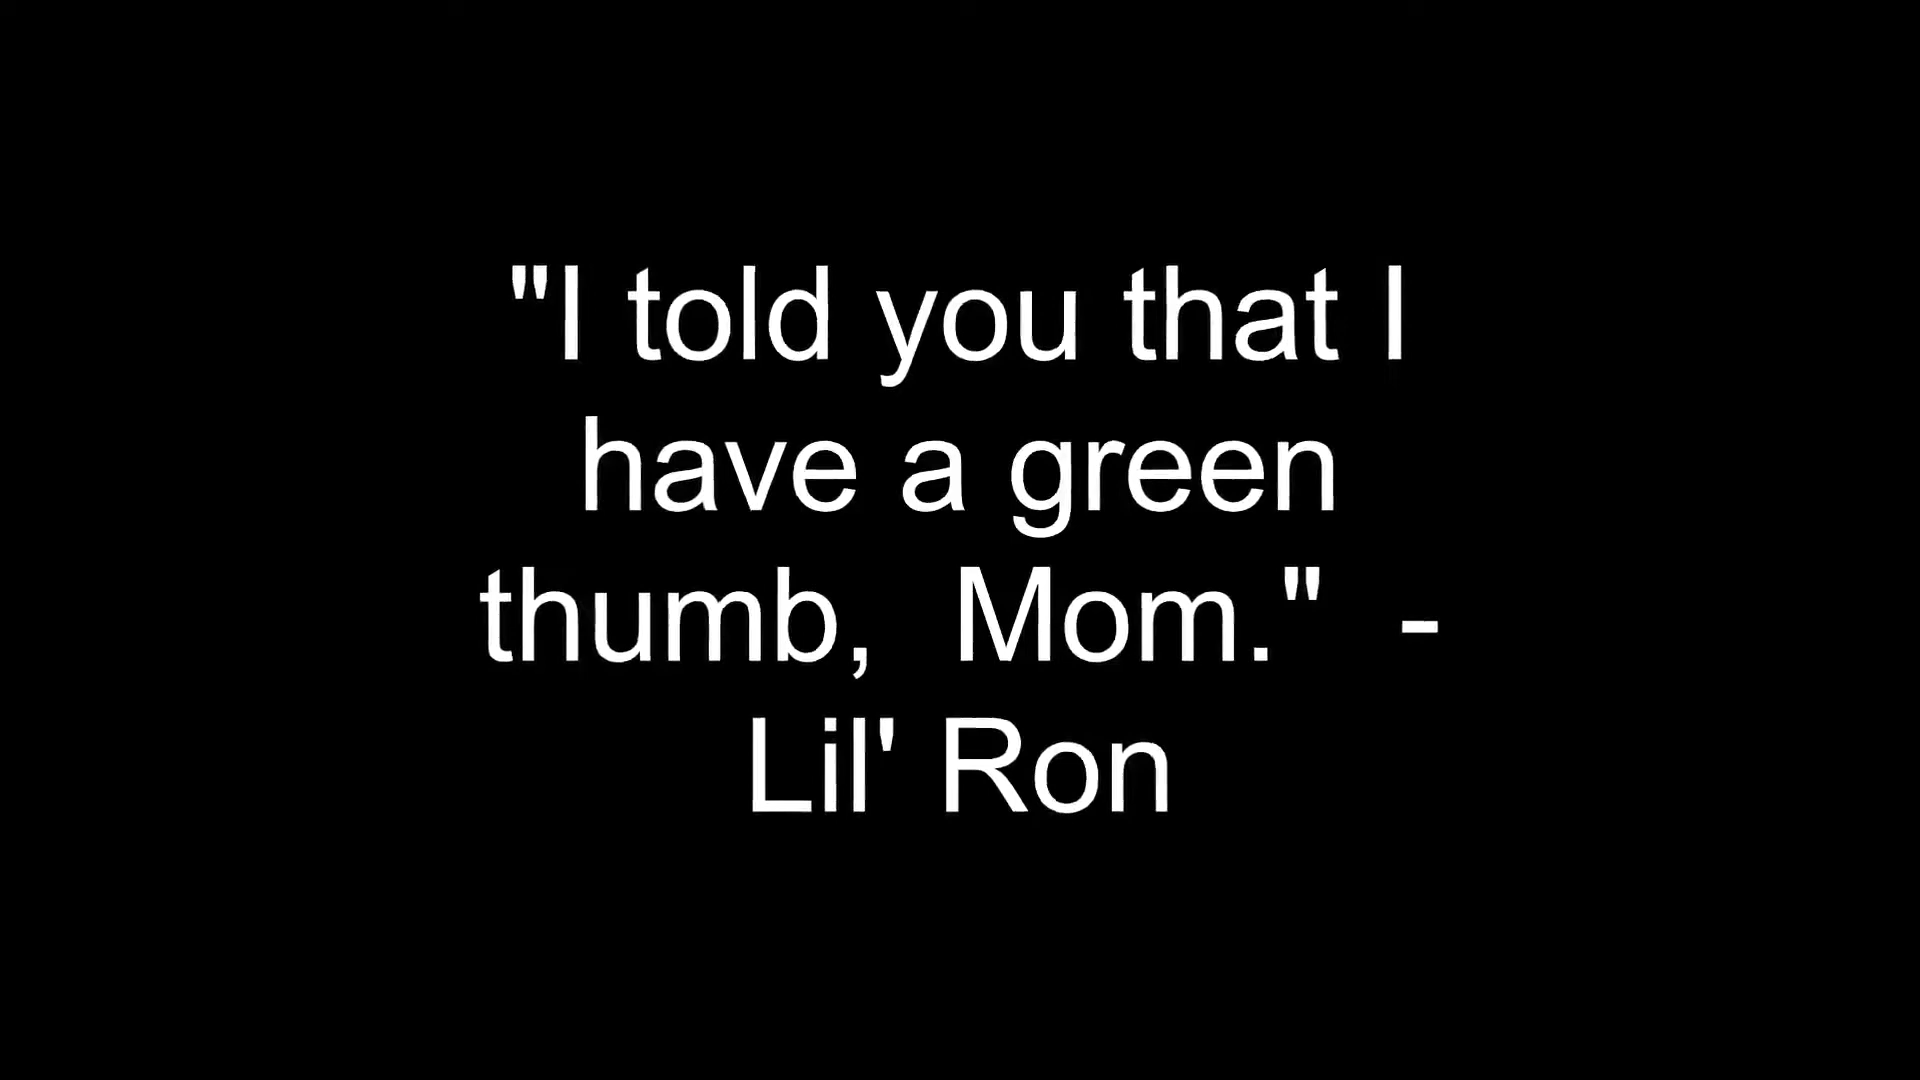 "I told you that I
have a green
thumb,  Mom."  -
Lil' Ron